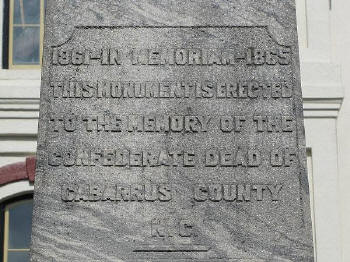 1861-IN MEMORIAM-1865
THIS MONUMENT IS ERECTED
TO THE MEMORY OF THE
CONFEDERATE DEAD OF
CABARRUS COUNTY
N.C.